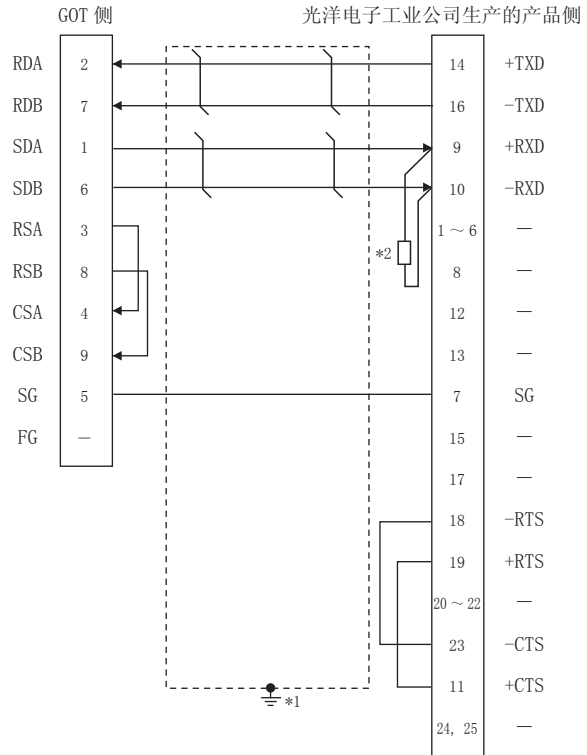 GOT 侧 光洋电子工业公司生产的产品侧
RDA 2 14 +TXD
RDB 7 16 −TXD
SDA 1 9 +RXD
SDB 6 10 −RXD
RSA 3 1 ～ 6 —
*2
RSB 8 8 —
CSA 4 12 —
CSB 9 13 —
SG 5 7 SG
FG — 15 —
17 —
18 −RTS
19 +RTS
20 ～ 22 —
23 −CTS
*1 11 +CTS
24, 25 —